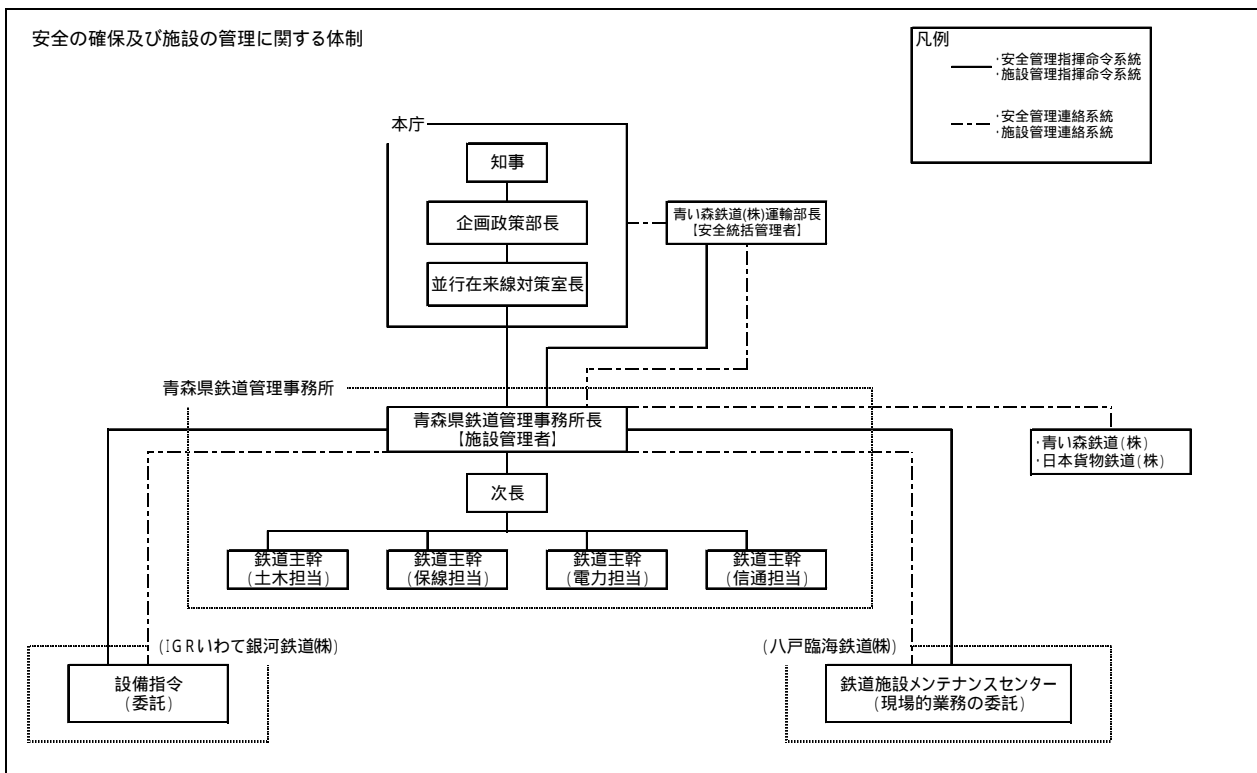 安全の確保及び施設の管理に関する体制
凡例
・安全管理指揮命令系統
・施設管理指揮命令系統
・安全管理連絡系統
・施設管理連絡系統
本庁
知事
企画政策部長
並行在来線対策室長
青い森鉄道(株)運輸部長
【安全統括管理者】
青森県鉄道管理事務所
青森県鉄道管理事務所長
【施設管理者】
・青い森鉄道(株)
・日本貨物鉄道(株)
次長
鉄道主幹
(土木担当)
鉄道主幹
(保線担当)
鉄道主幹
(電力担当)
鉄道主幹
(信通担当)
(IGRいわて銀河鉄道㈱)
設備指令
(委託)
(八戸臨海鉄道㈱)
鉄道施設メンテナンスセンター
(現場的業務の委託)